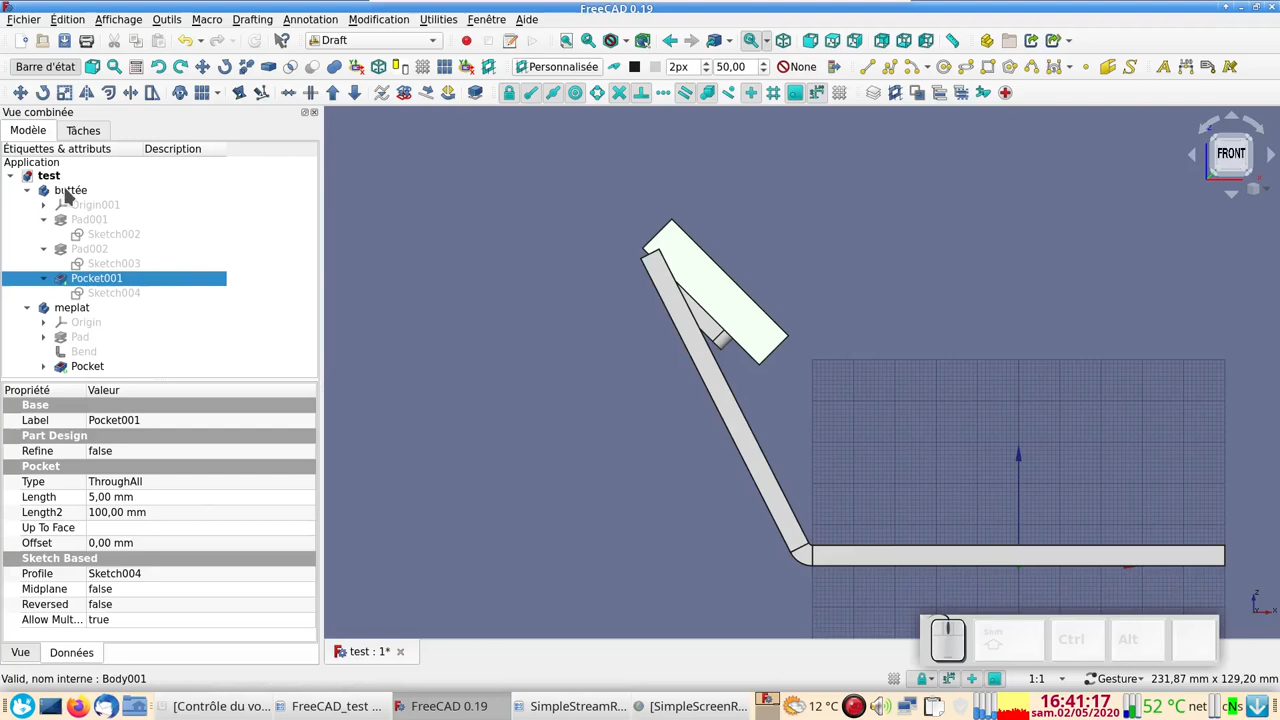 FreeCAD 0.19
Fichier Édition Affichage Outils Macro Drafting Annotation Modification Utilities Fenêtre Aide
Draft
Barre d'état Personnalisée 2px 50,00 None
Vue combinée
Modèle Tâches
Étiquettes & attributs Description
Application
test
buttée
Origin001
Pad001
Sketch002
Pad002
Sketch003
Pocket001
Sketch004
meplat
Origin
Pad
Bend
Pocket
FRONT
Propriété Valeur
Base
Label Pocket001
Part Design
Refine false
Pocket
Type ThroughAll
Length 5,00 mm
Length2 100,00 mm
Up To Face
Offset 0,00 mm
Sketch Based
Profile Sketch004
Midplane false
Reversed false
Allow Mult... true
Shift Ctrl Alt
z
x
Vue Données
test : 1*
Valid, nom interne : Body001 1:1 Gesture 231,87 mm x 129,20 mm
[Controle du vo... FreeCAD_test ... FreeCAD 0.19 SimpleStreamR... [SimpleScreenR... 12 °C 16:41:17
sam.02/05/2020 52 °C net